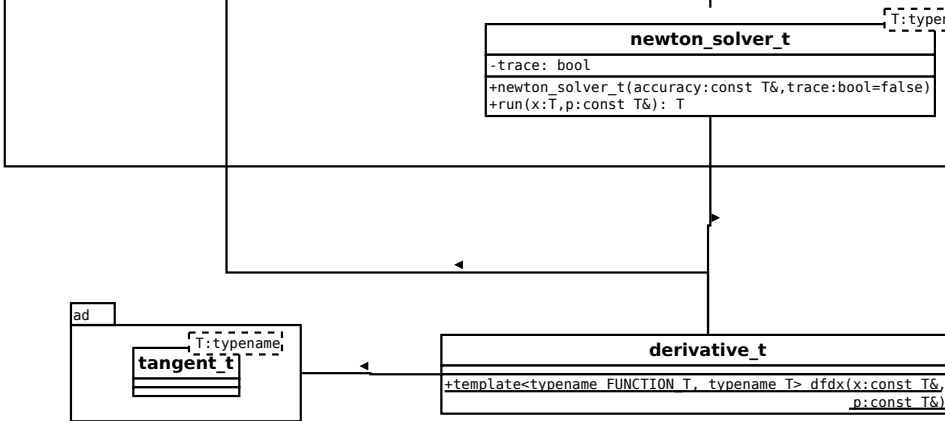 T:typen
newton_solver_t
-trace: bool
+newton_solver_t(accuracy:const T&,trace:bool=false)
+run(x:T,p:const T&): T
ad
T:typename
tangent_t
derivative_t
+template<typename FUNCTION_T, typename T> dfdx(x:const T&,
p:const T&)